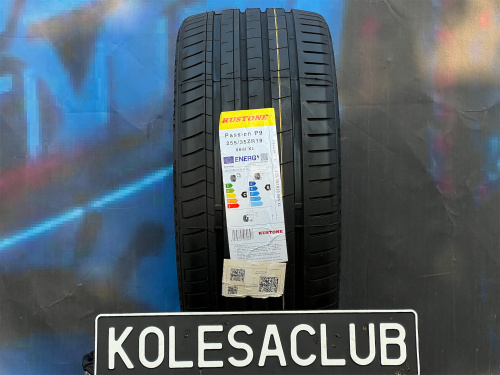 KUSTONE
Passion P9
255/35ZR19
96W XL
ENERGY
KUSTONE
KOLESACLUB